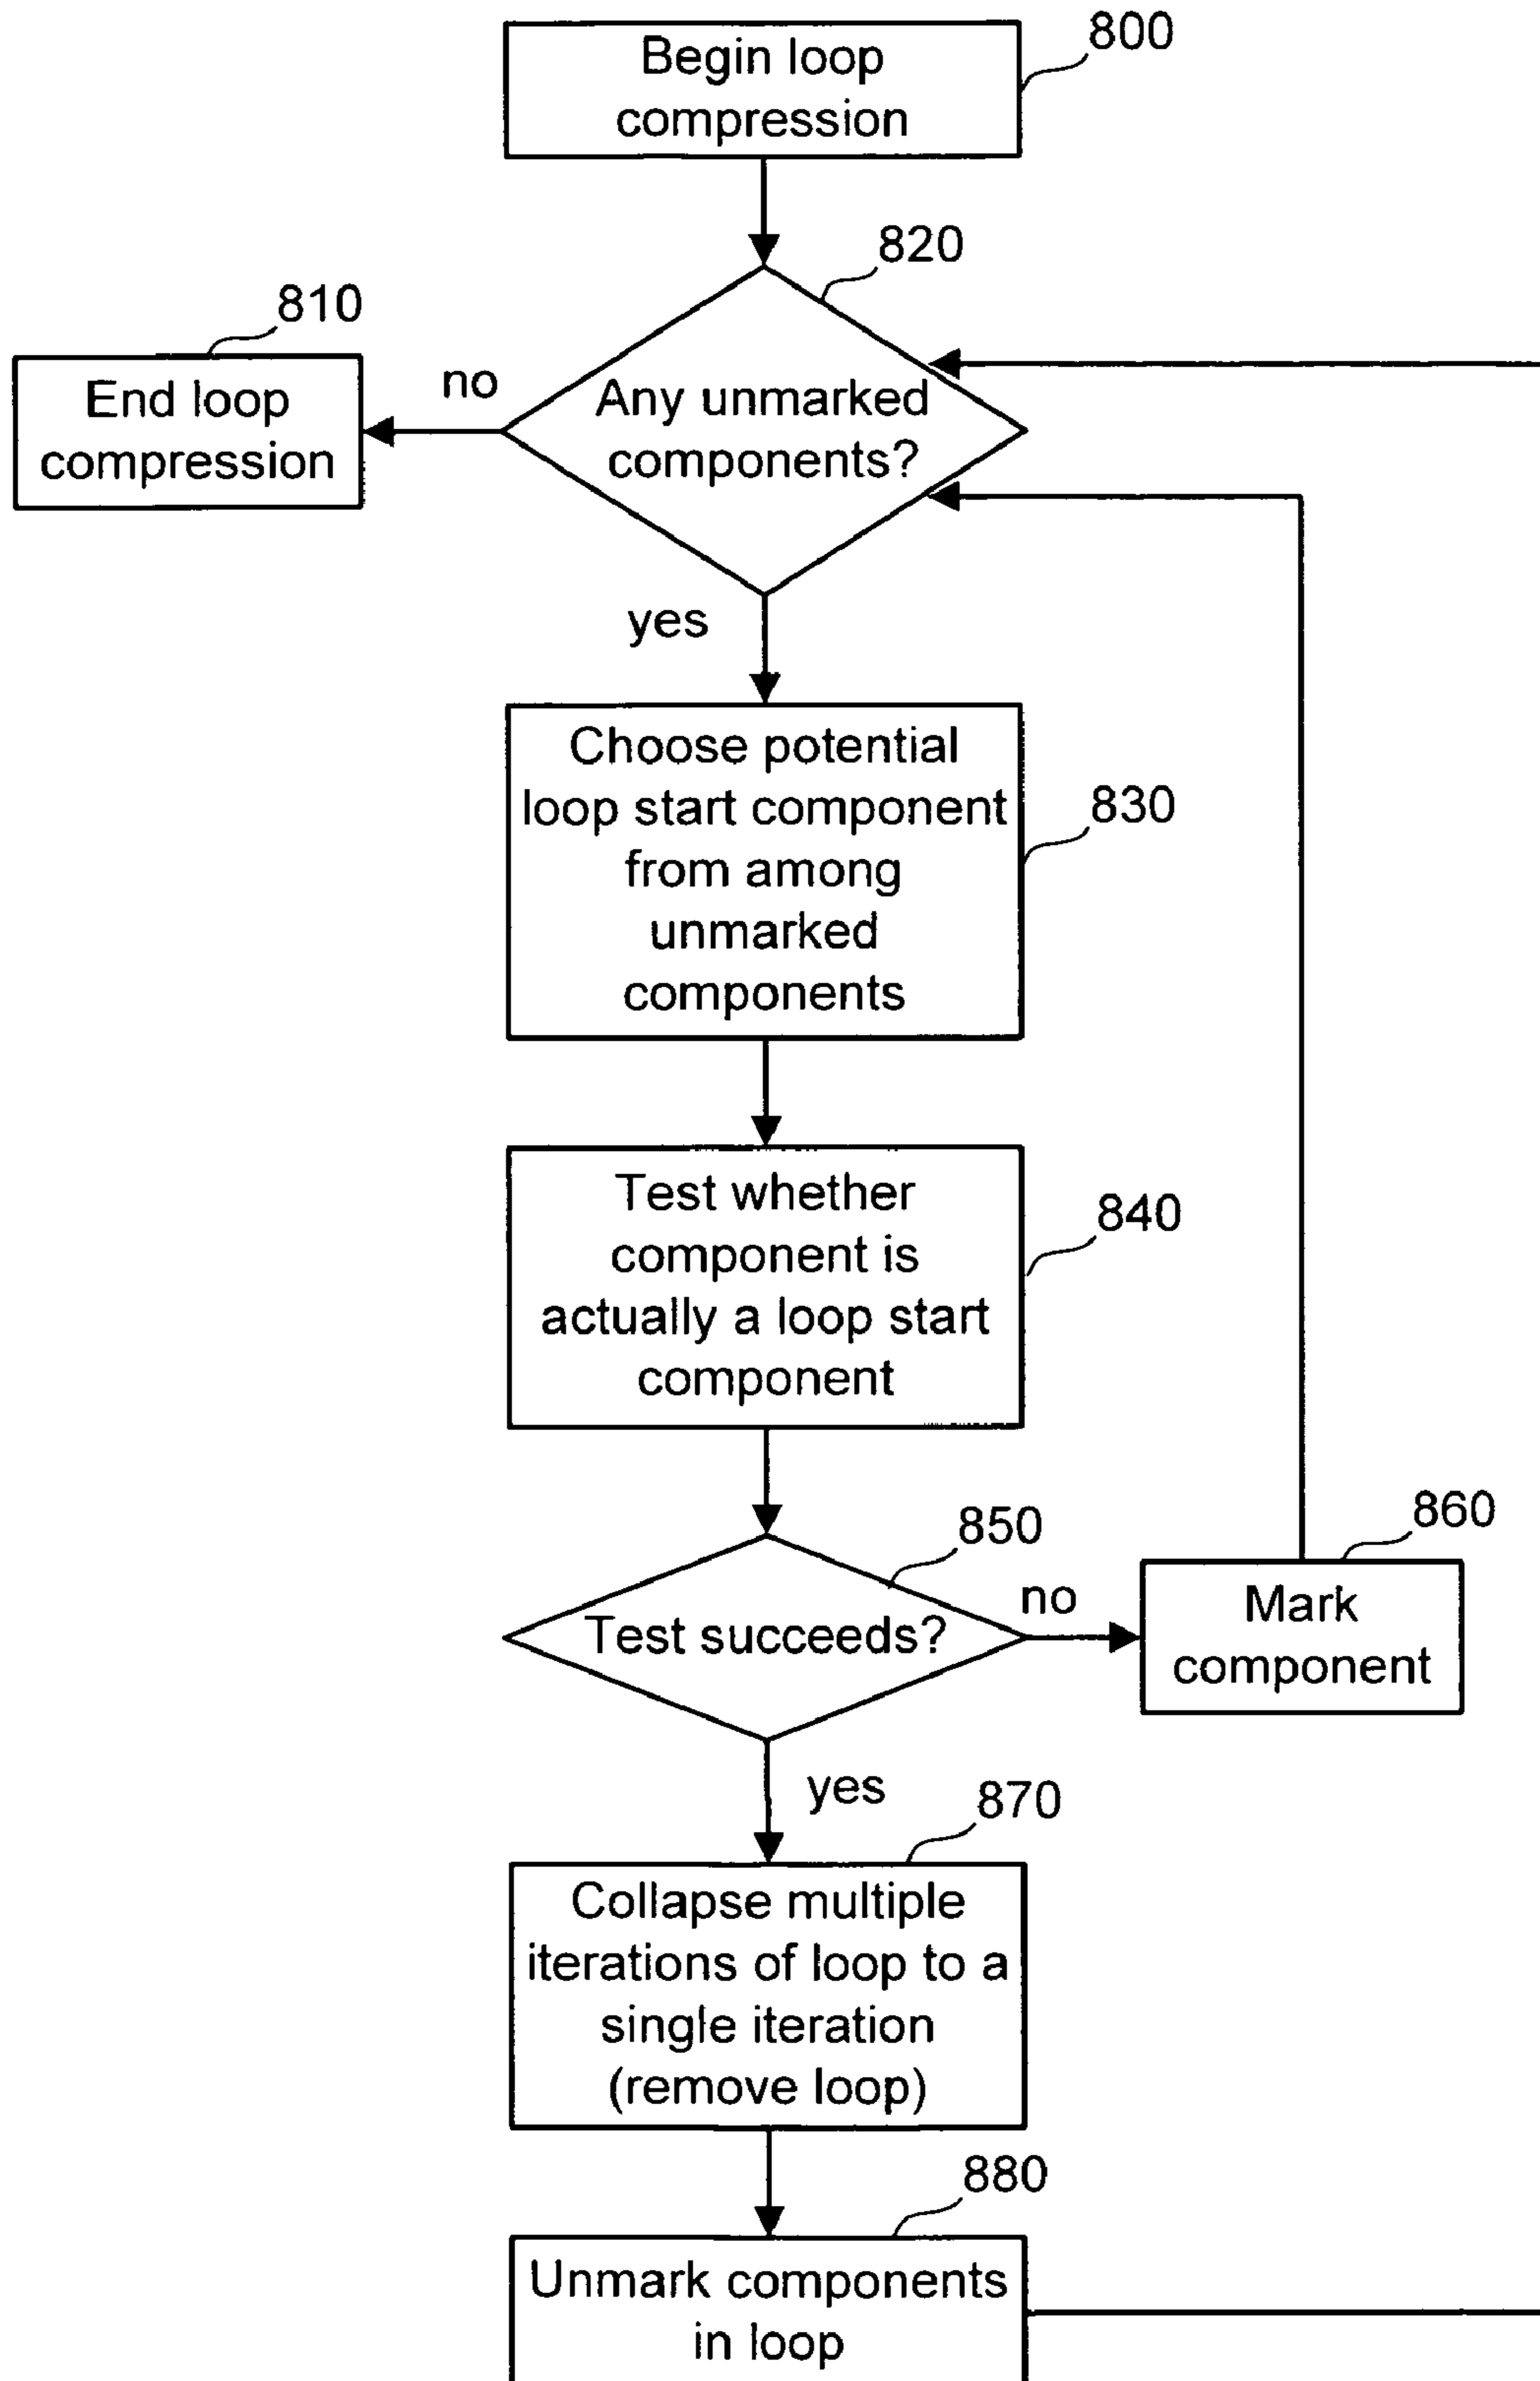 Begin loop
compression
800
820
810
End loop
compression
no
Any unmarked
components?
yes
Choose potential
loop start component
from among
unmarked
components
830
Test whether
component is
actually a loop start
component
840
850
Test succeeds?
no
860
Mark
component
yes
870
Collapse multiple
iterations of loop to a
single iteration
(remove loop)
880
Unmark components
in loop